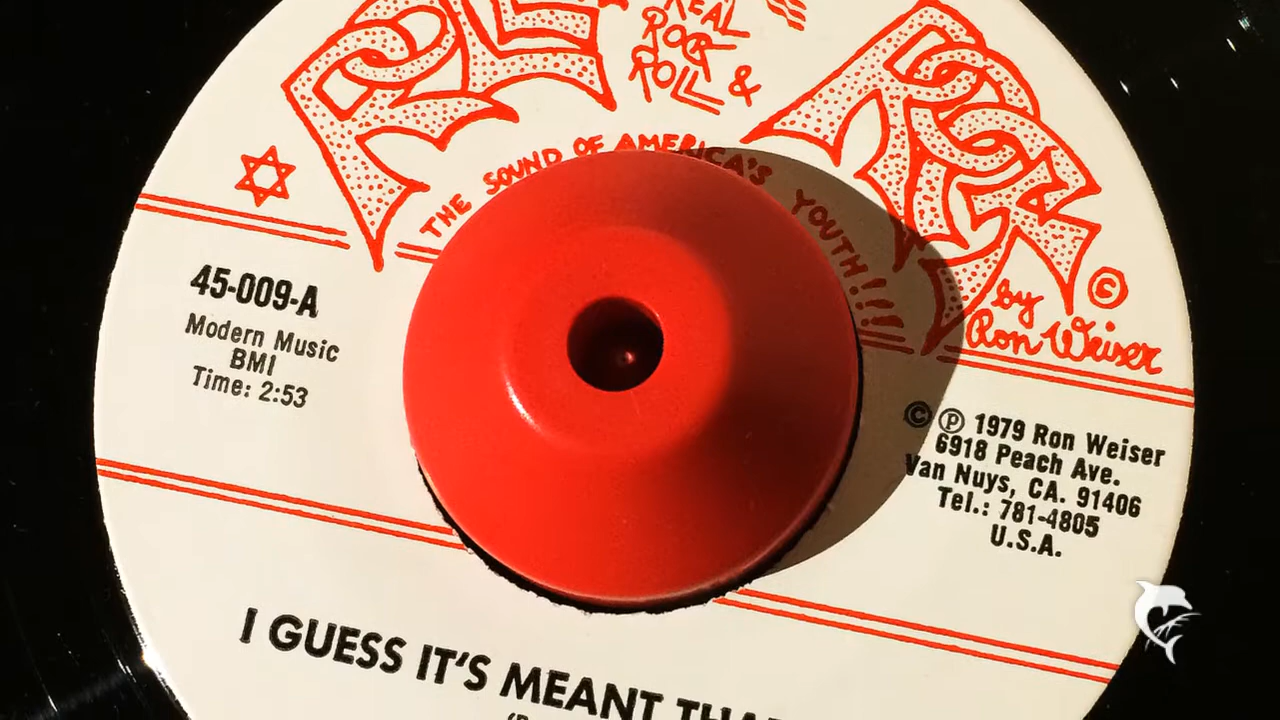 REAL
ROCK
ROLL &
THE SOUND OF AMERICA'S YOUTH!!!
by
Ron Weiser
©
45-009-A
Modern Music
BMI
Time: 2:53
© ℗ 1979 Ron Weiser
6918 Peach Ave.
Van Nuys, CA. 91406
Tel.: 781-4805
U.S.A.
I GUESS IT'S MEANT